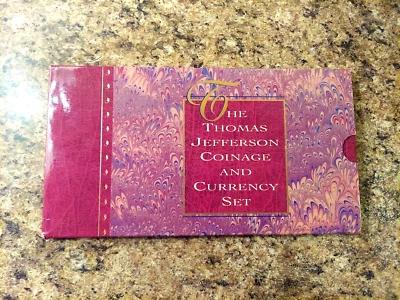 The
Thomas
Jefferson
Coinage
and
Currency
Set